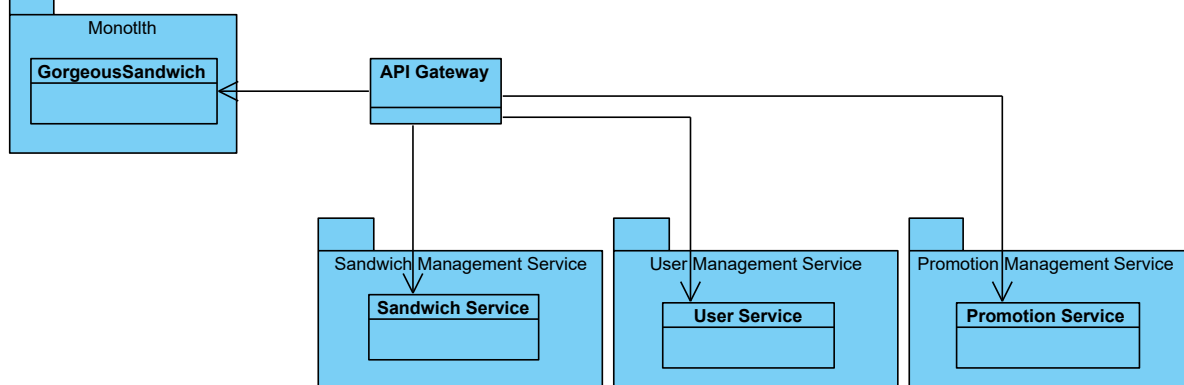 Monotlth
GorgeousSandwich
API Gateway
Sandwich Management Service
User Management Service
Promotion Management Service
Sandwich Service
User Service
Promotion Service